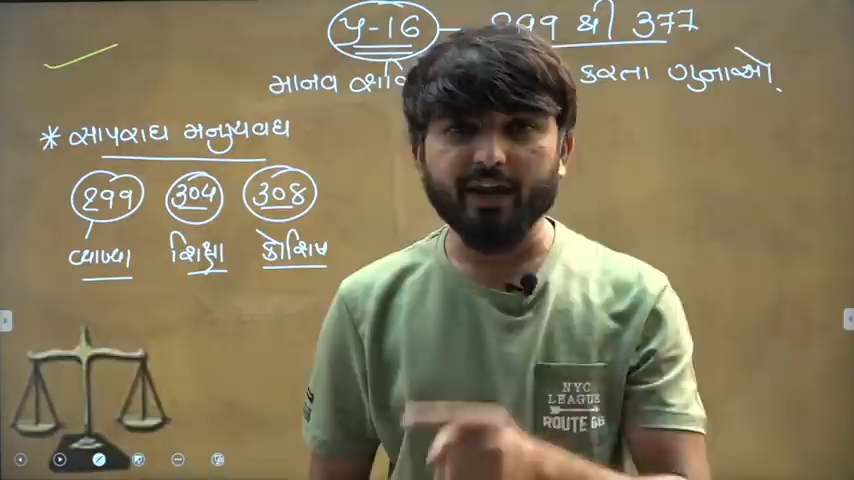 પ્ર-16 — 299 થી 377
માનવ કરતા ગુનાઓ.
* સાપરાધ મનુષ્યવધ
299 304 308
વ્યાખ્યા શિક્ષા કોશિષ
NYC
LEAGUE
ROUTE 66